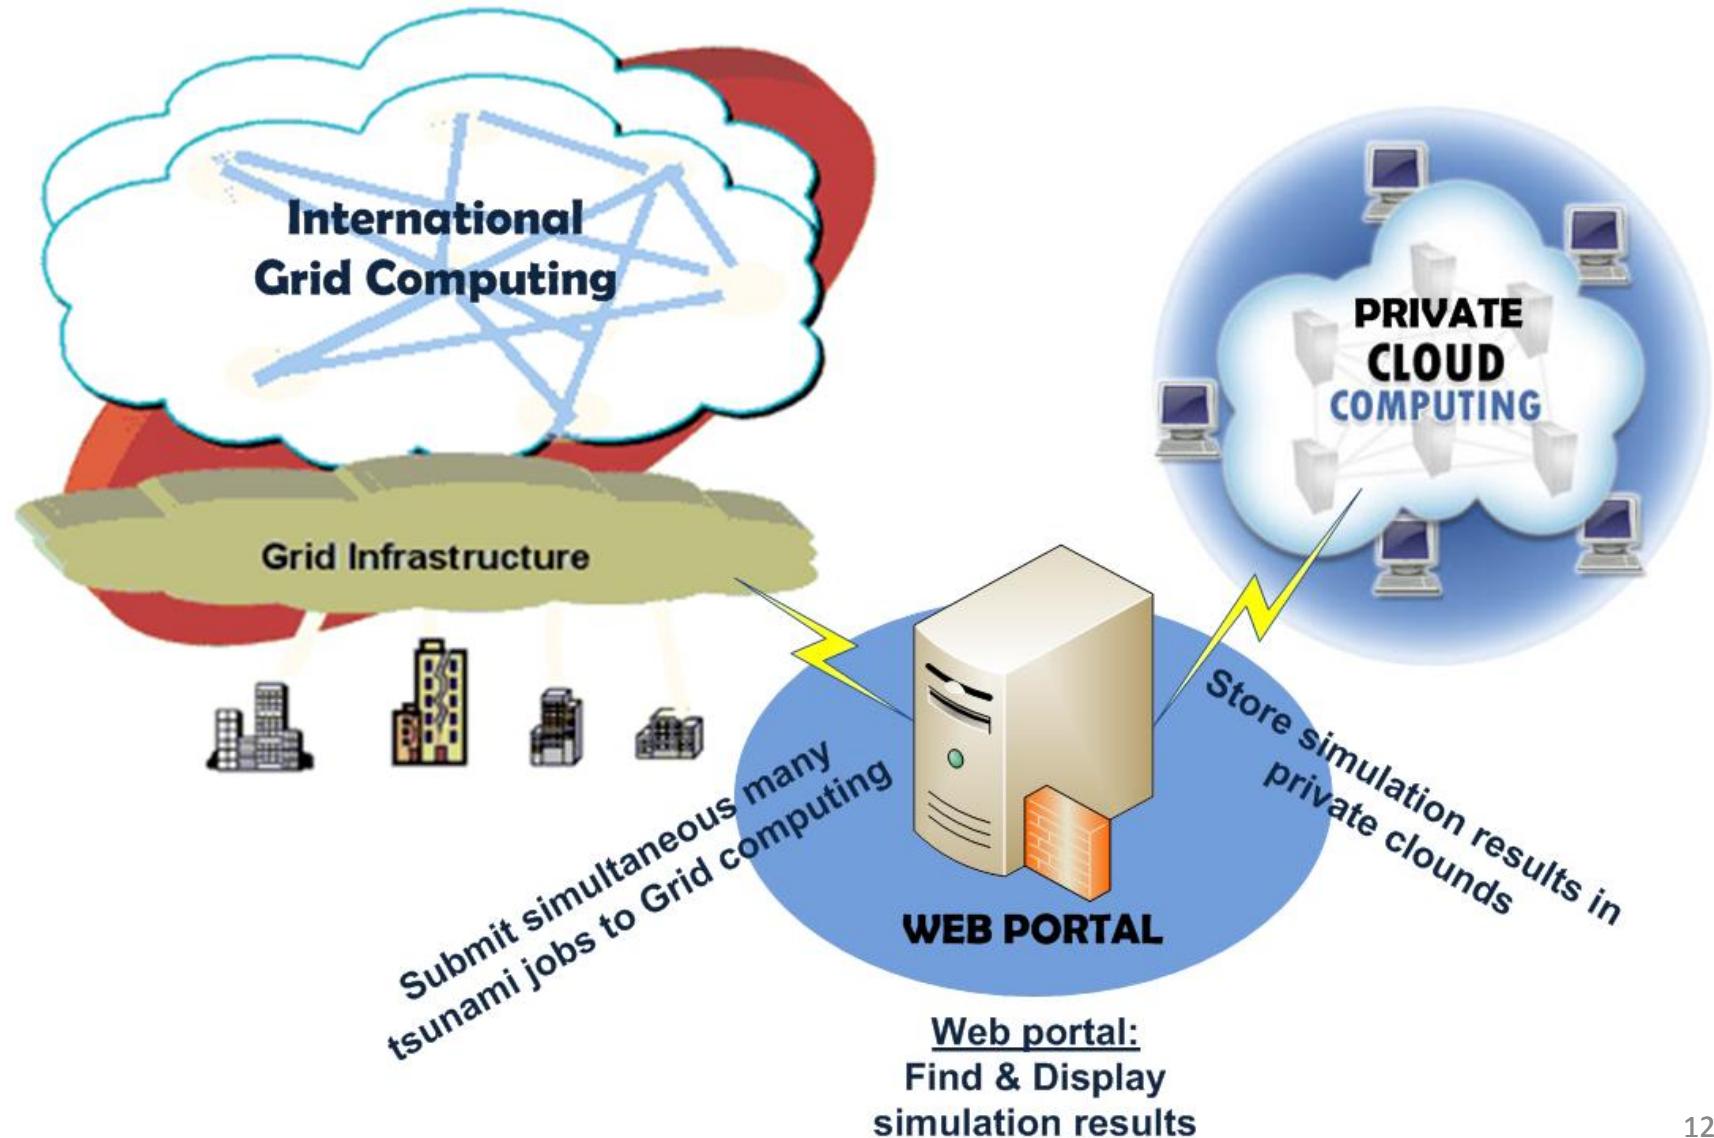 International
Grid Computing
PRIVATE
CLOUD
COMPUTING
Grid Infrastructure
Submit simultaneous many
tsunami jobs to Grid computing
Store simulation results in
private clounds
WEB PORTAL
Web portal:
Find & Display
simulation results
12